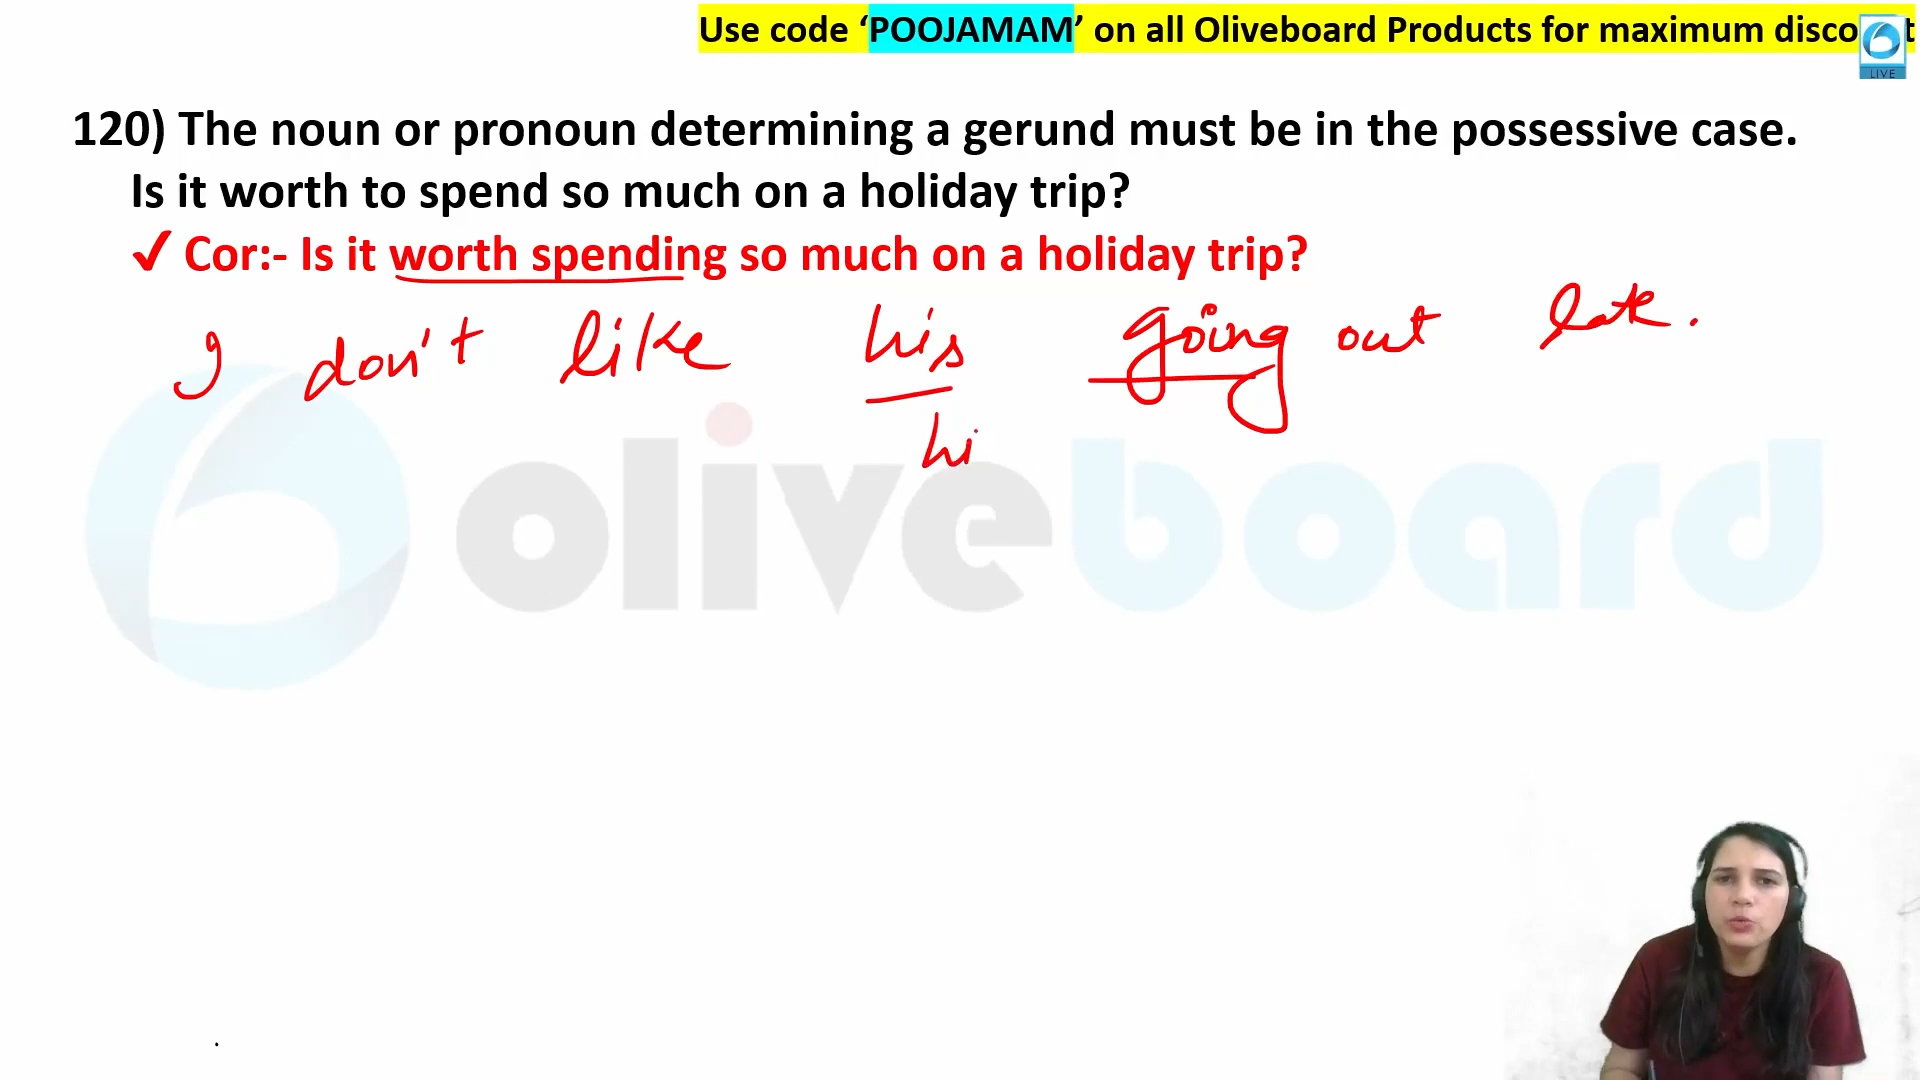 Use code ‘POOJAMAM’ on all Oliveboard Products for maximum disco t
LIVE
120) The noun or pronoun determining a gerund must be in the possessive case.
Is it worth to spend so much on a holiday trip?
✓ Cor:- Is it worth spending so much on a holiday trip?
I don't like his going out late.
hi
oliveboard